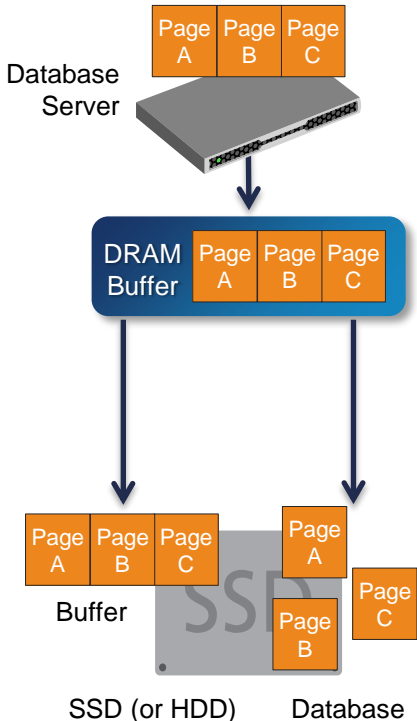 Page A
Page B
Page C
Database
Server
DRAM
Buffer
Page A
Page B
Page C
Page A
Page B
Page C
Buffer
SSD
Page A
Page B
Page C
SSD (or HDD)
Database